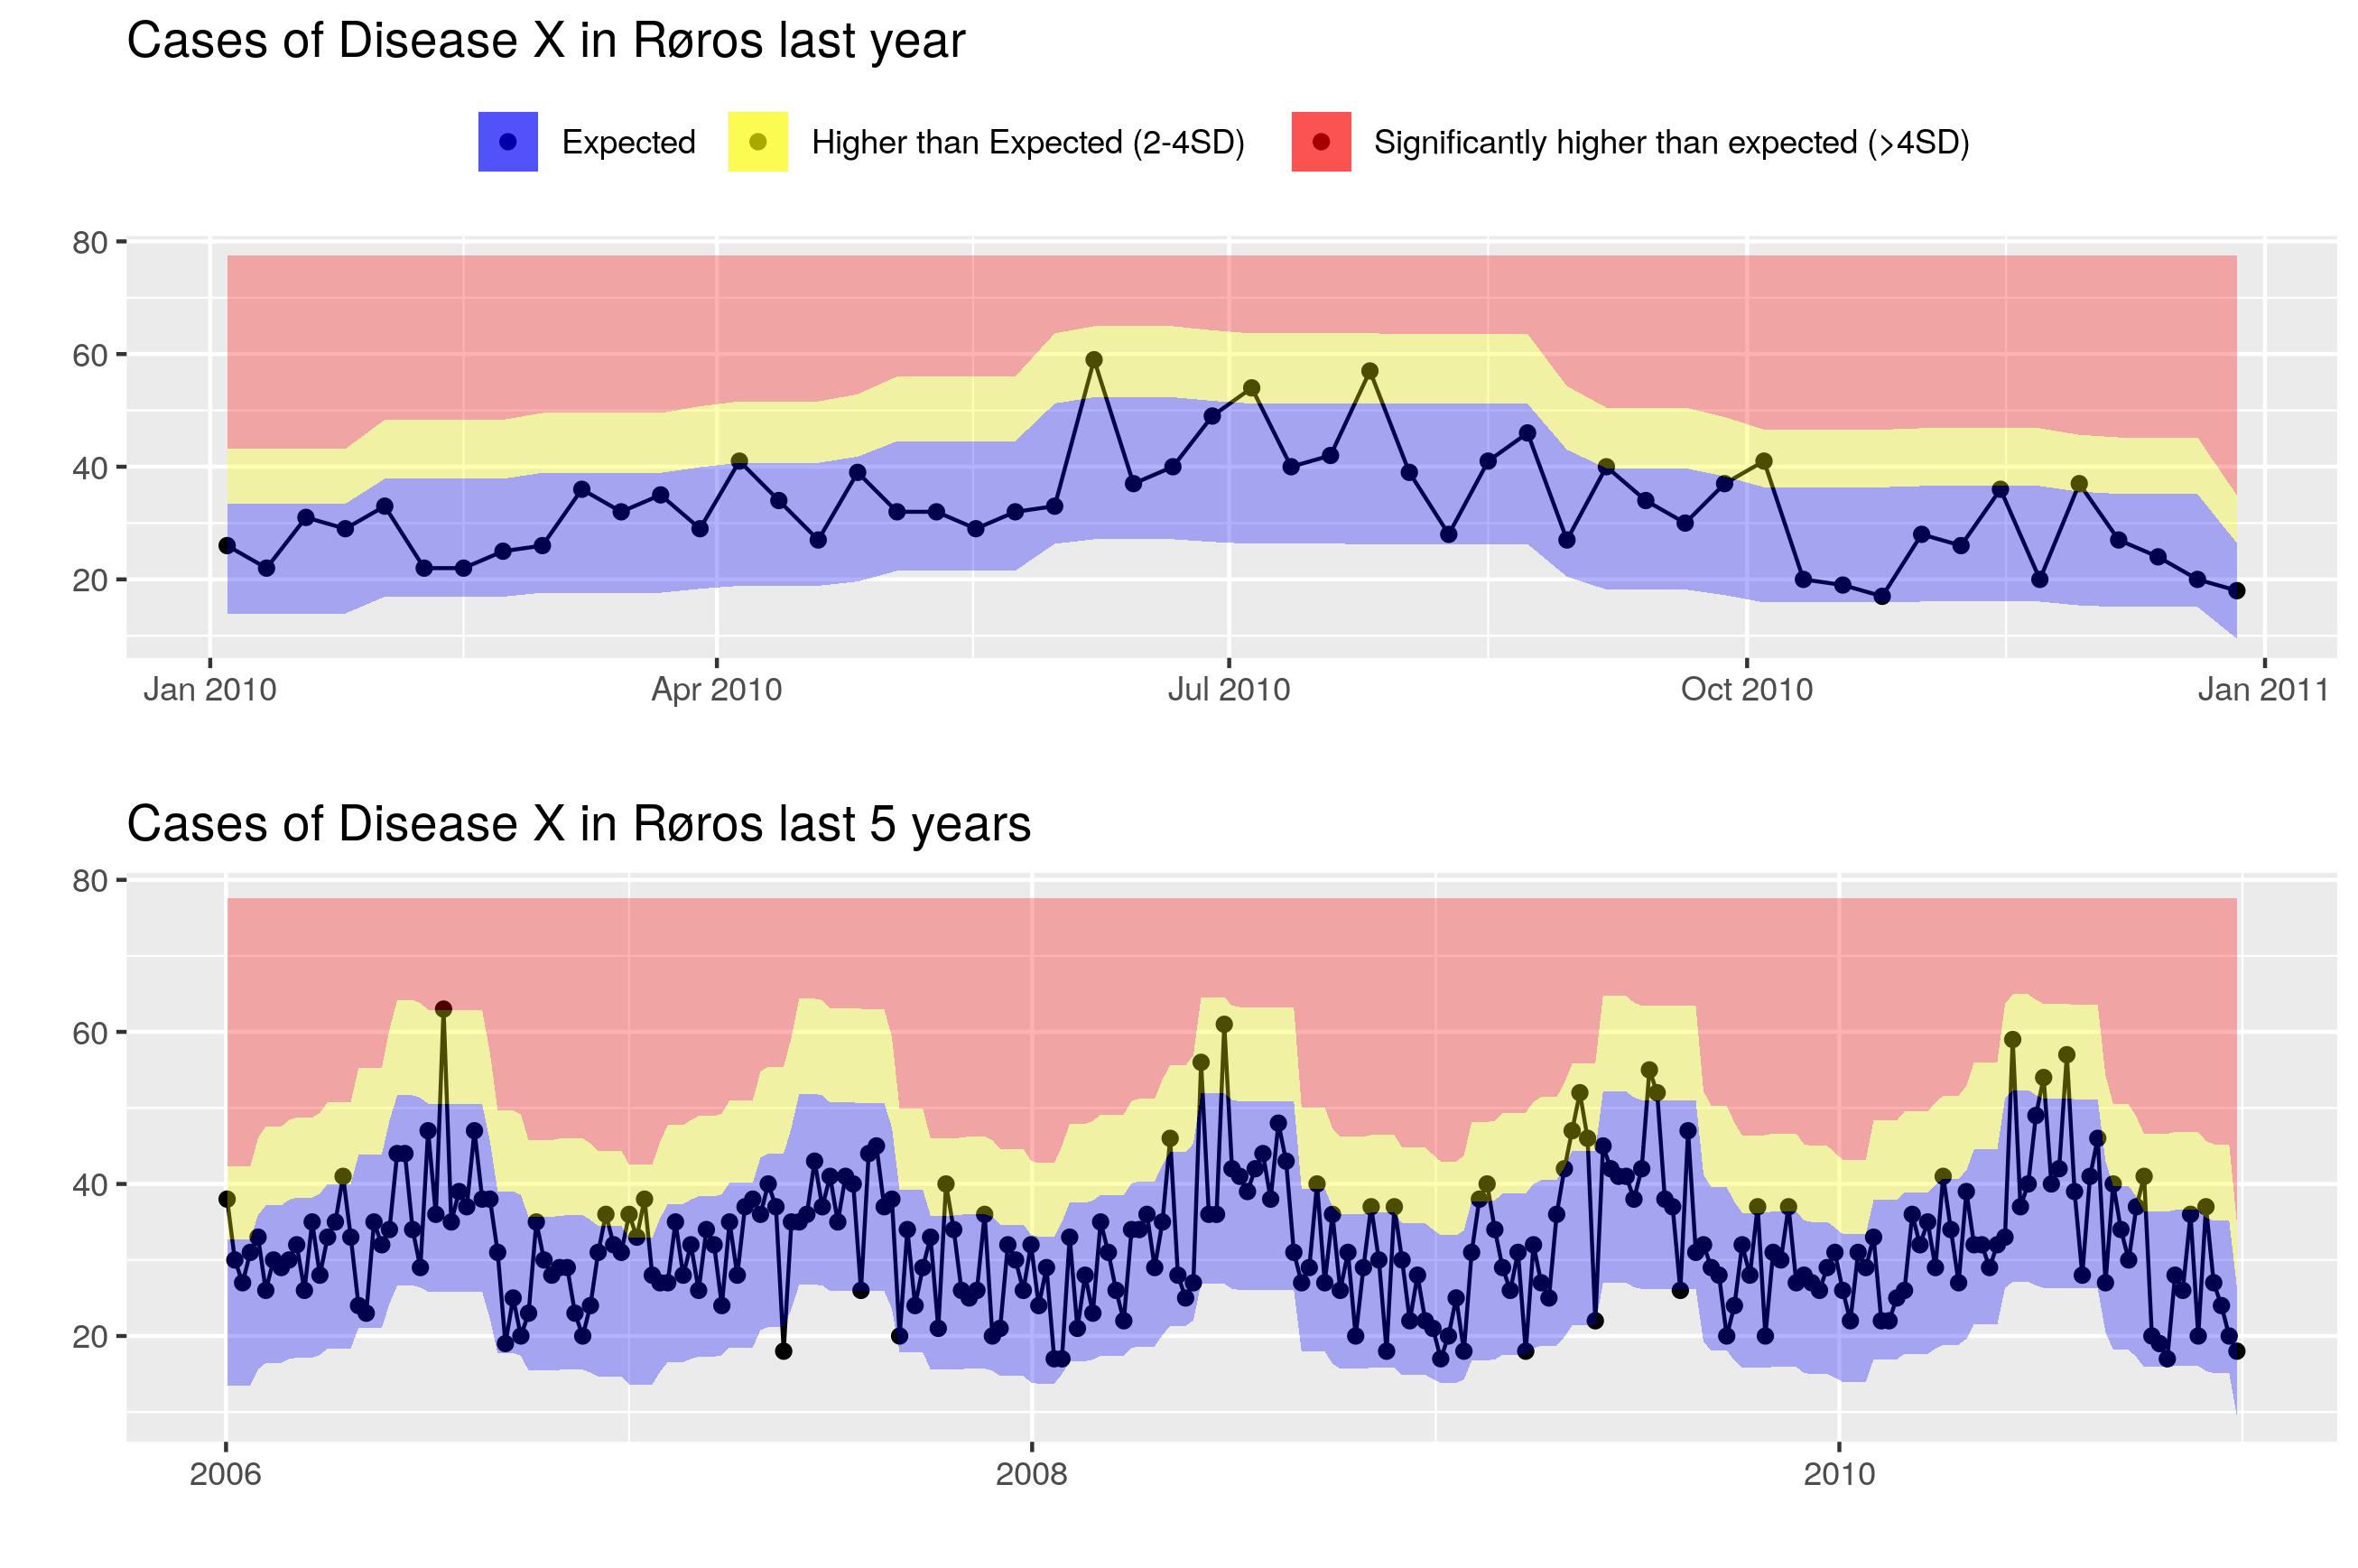 Cases of Disease X in Røros last year
Expected Higher than Expected (2-4SD) Significantly higher than expected (>4SD)
80
60
40
20
Jan 2010 Apr 2010 Jul 2010 Oct 2010 Jan 2011
Cases of Disease X in Røros last 5 years
80
60
40
20
2006 2008 2010